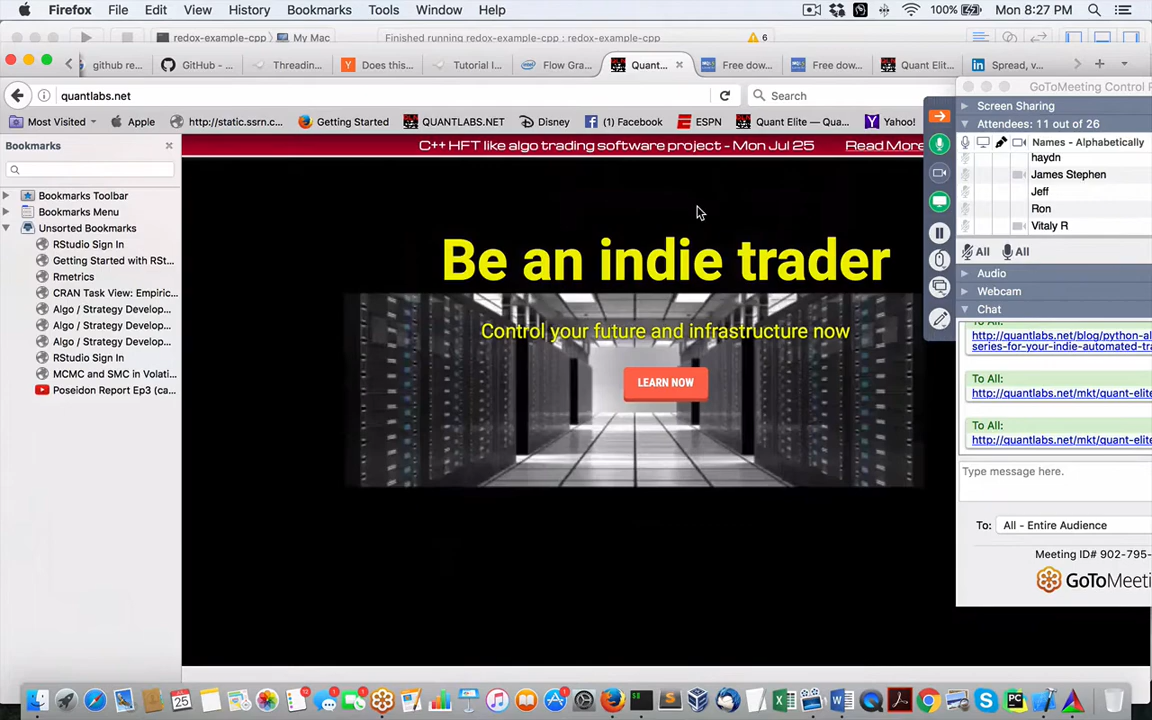 Firefox File Edit View History Bookmarks Tools Window Help 100% Mon 8:27 PM
redox-example-cpp My Mac Finished running redox-example-cpp : redox-example-cpp 6
github re... GitHub - ... Threadin... Does this... Tutorial I... Flow Gra... Quant... Free dow... Free dow... Quant Eli... Spread, v...
quantlabs.net Search
GoToMeeting Control P
Most Visited Apple http://static.ssrn.c... Getting Started QUANTLABS.NET Disney (1) Facebook ESPN Quant Elite — Qua... Yahoo!
Bookmarks
Bookmarks Toolbar
Bookmarks Menu
Unsorted Bookmarks
RStudio Sign In
Getting Started with RSt...
Rmetrics
CRAN Task View: Empiric...
Algo / Strategy Develop...
Algo / Strategy Develop...
Algo / Strategy Develop...
RStudio Sign In
MCMC and SMC in Volati...
Poseidon Report Ep3 (ca...
C++ HFT like algo trading software project - Mon Jul 25 Read More
Be an indie trader
Control your future and infrastructure now
LEARN NOW
Screen Sharing
Attendees: 11 out of 26
Names - Alphabetically
haydn
James Stephen
Jeff
Ron
Vitaly R
All All
Audio
Webcam
Chat
To All:
http://quantlabs.net/blog/python-al
series-for-your-indie-automated-tra
To All:
http://quantlabs.net/mkt/quant-elite
To All:
http://quantlabs.net/mkt/quant-elite
Type message here.
To: All - Entire Audience
Meeting ID# 902-795-
GoToMeeti
25